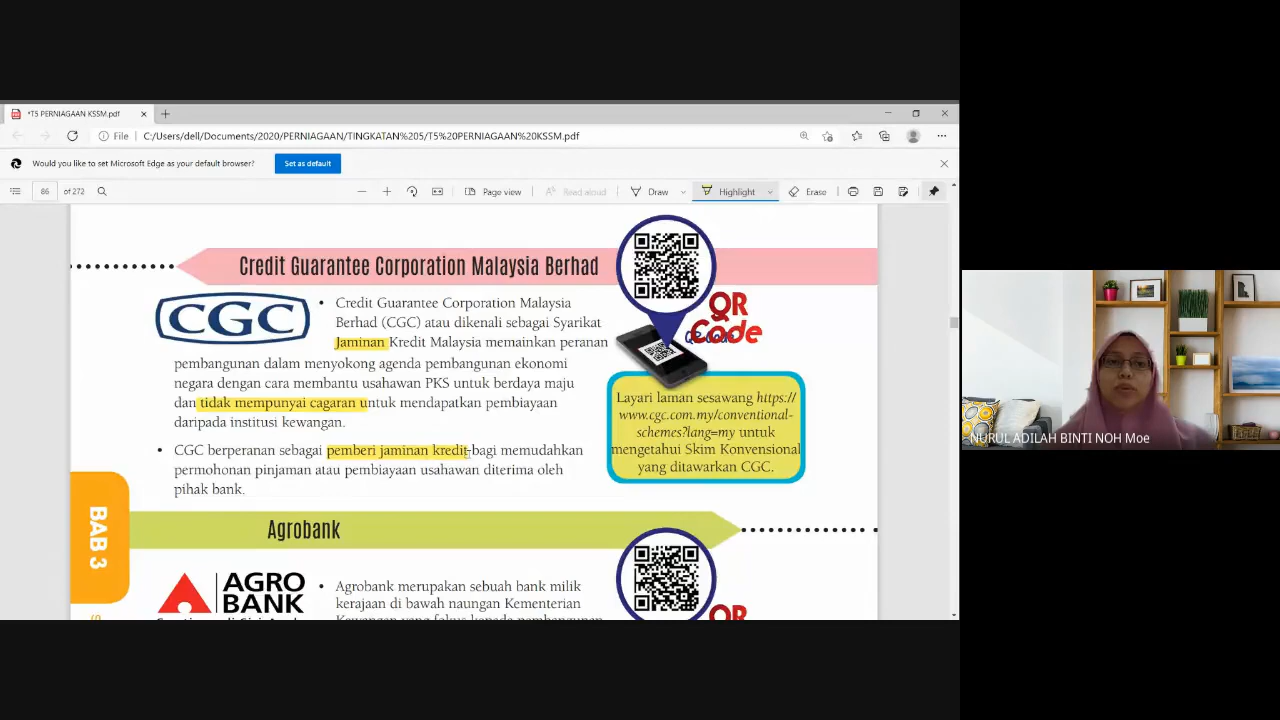 *T5 PERNIAGAAN KSSM.pdf
File
C:/Users/dell/Documents/2020/PERNIAGAAN/TINGKATAN%205/T5%20PERNIAGAAN%20KSSM.pdf
Would you like to set Microsoft Edge as your default browser?
Set as default
86
of 272
Page view
Read aloud
Draw
Highlight
Erase
Credit Guarantee Corporation Malaysia Berhad
CGC
• Credit Guarantee Corporation Malaysia
Berhad (CGC) atau dikenali sebagai Syarikat
Jaminan Kredit Malaysia memainkan peranan
pembangunan dalam menyokong agenda pembangunan ekonomi
negara dengan cara membantu usahawan PKS untuk berdaya maju
dan tidak mempunyai cagaran untuk mendapatkan pembiayaan
daripada institusi kewangan.
• CGC berperanan sebagai pemberi jaminan kredit bagi memudahkan
permohonan pinjaman atau pembiayaan usahawan diterima oleh
pihak bank.
QR
Code
Layari laman sesawang https://
www.cgc.com.my/conventional-
schemes?lang=my untuk
mengetahui Skim Konvensional
yang ditawarkan CGC.
BAB 3
Agrobank
AGRO
BANK
• Agrobank merupakan sebuah bank milik
kerajaan di bawah naungan Kementerian
Kewangan yang fokus kepada pembangunan
QR
NURUL ADILAH BINTI NOH Moe